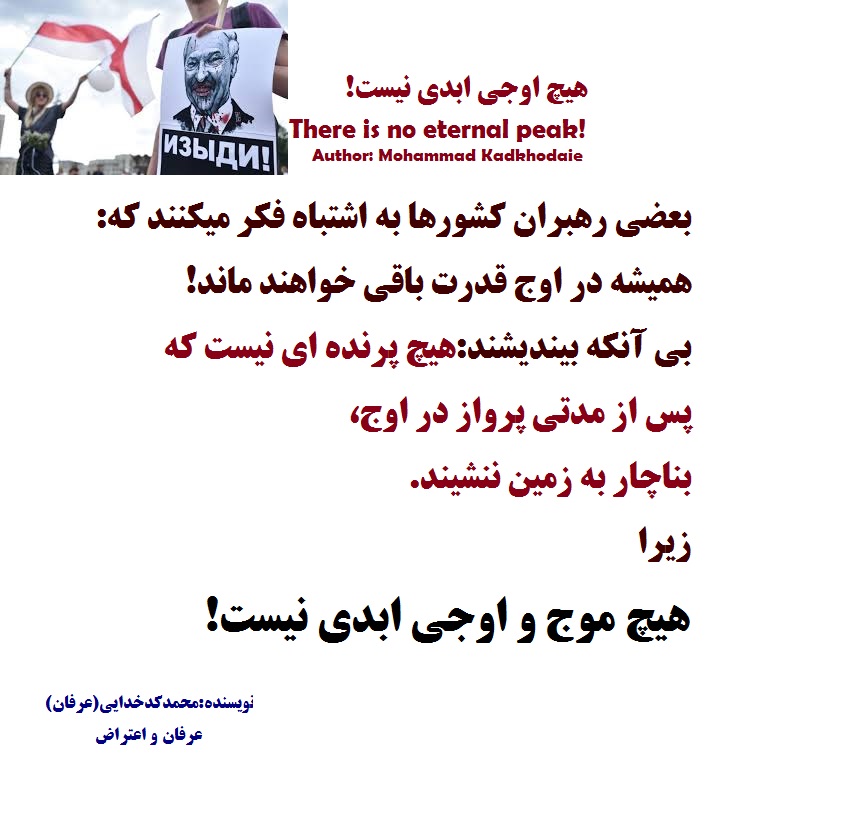 ИЗЫДИ!
هیچ اوجی ابدی نیست!
There is no eternal peak!
Author: Mohammad Kadkhodaie
بعضی رهبران کشورها به اشتباه فکر میکنند که:
همیشه در اوج قدرت باقی خواهند ماند!
بی آنکه بیندیشند:هیچ پرنده ای نیست که
پس از مدتی پرواز در اوج،
بناچار به زمین ننشیند.
زیرا
هیچ موج و اوجی ابدی نیست!
نویسنده:محمدکدخدایی(عرفان)
عرفان و اعتراض